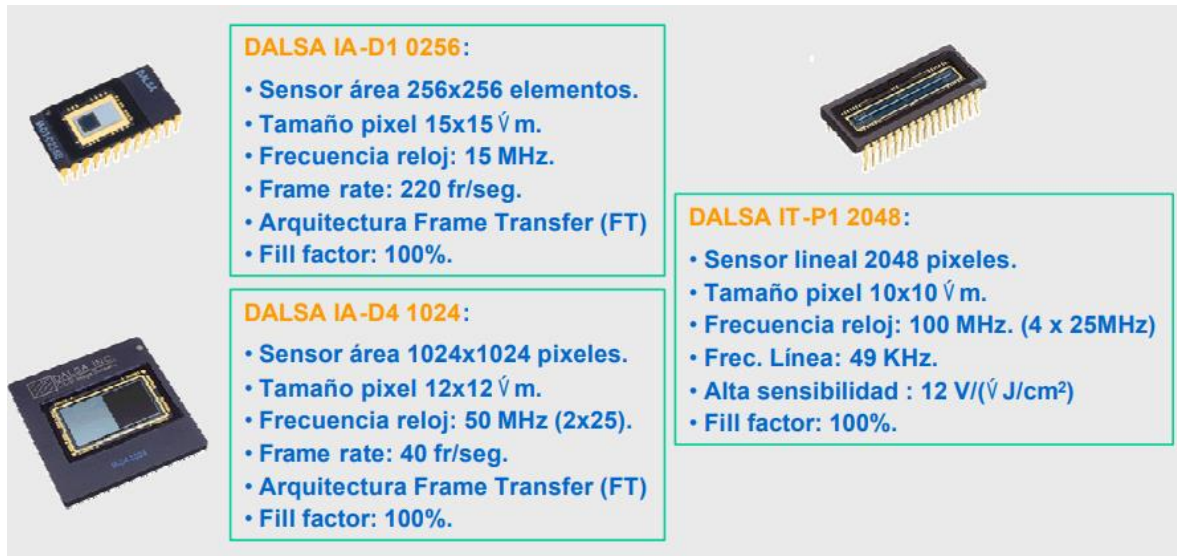 DALSA IA-D1 0256:
• Sensor área 256x256 elementos.
• Tamaño pixel 15x15 V́ m.
• Frecuencia reloj: 15 MHz.
• Frame rate: 220 fr/seg.
• Arquitectura Frame Transfer (FT)
• Fill factor: 100%.
DALSA
DALSA INC.
DALSA IA-D4 1024:
• Sensor área 1024x1024 pixeles.
• Tamaño pixel 12x12 V́ m.
• Frecuencia reloj: 50 MHz (2x25).
• Frame rate: 40 fr/seg.
• Arquitectura Frame Transfer (FT)
• Fill factor: 100%.
DALSA IT-P1 2048:
• Sensor lineal 2048 pixeles.
• Tamaño pixel 10x10 V́ m.
• Frecuencia reloj: 100 MHz. (4 x 25MHz)
• Frec. Línea: 49 KHz.
• Alta sensibilidad : 12 V/(V́ J/cm²)
• Fill factor: 100%.